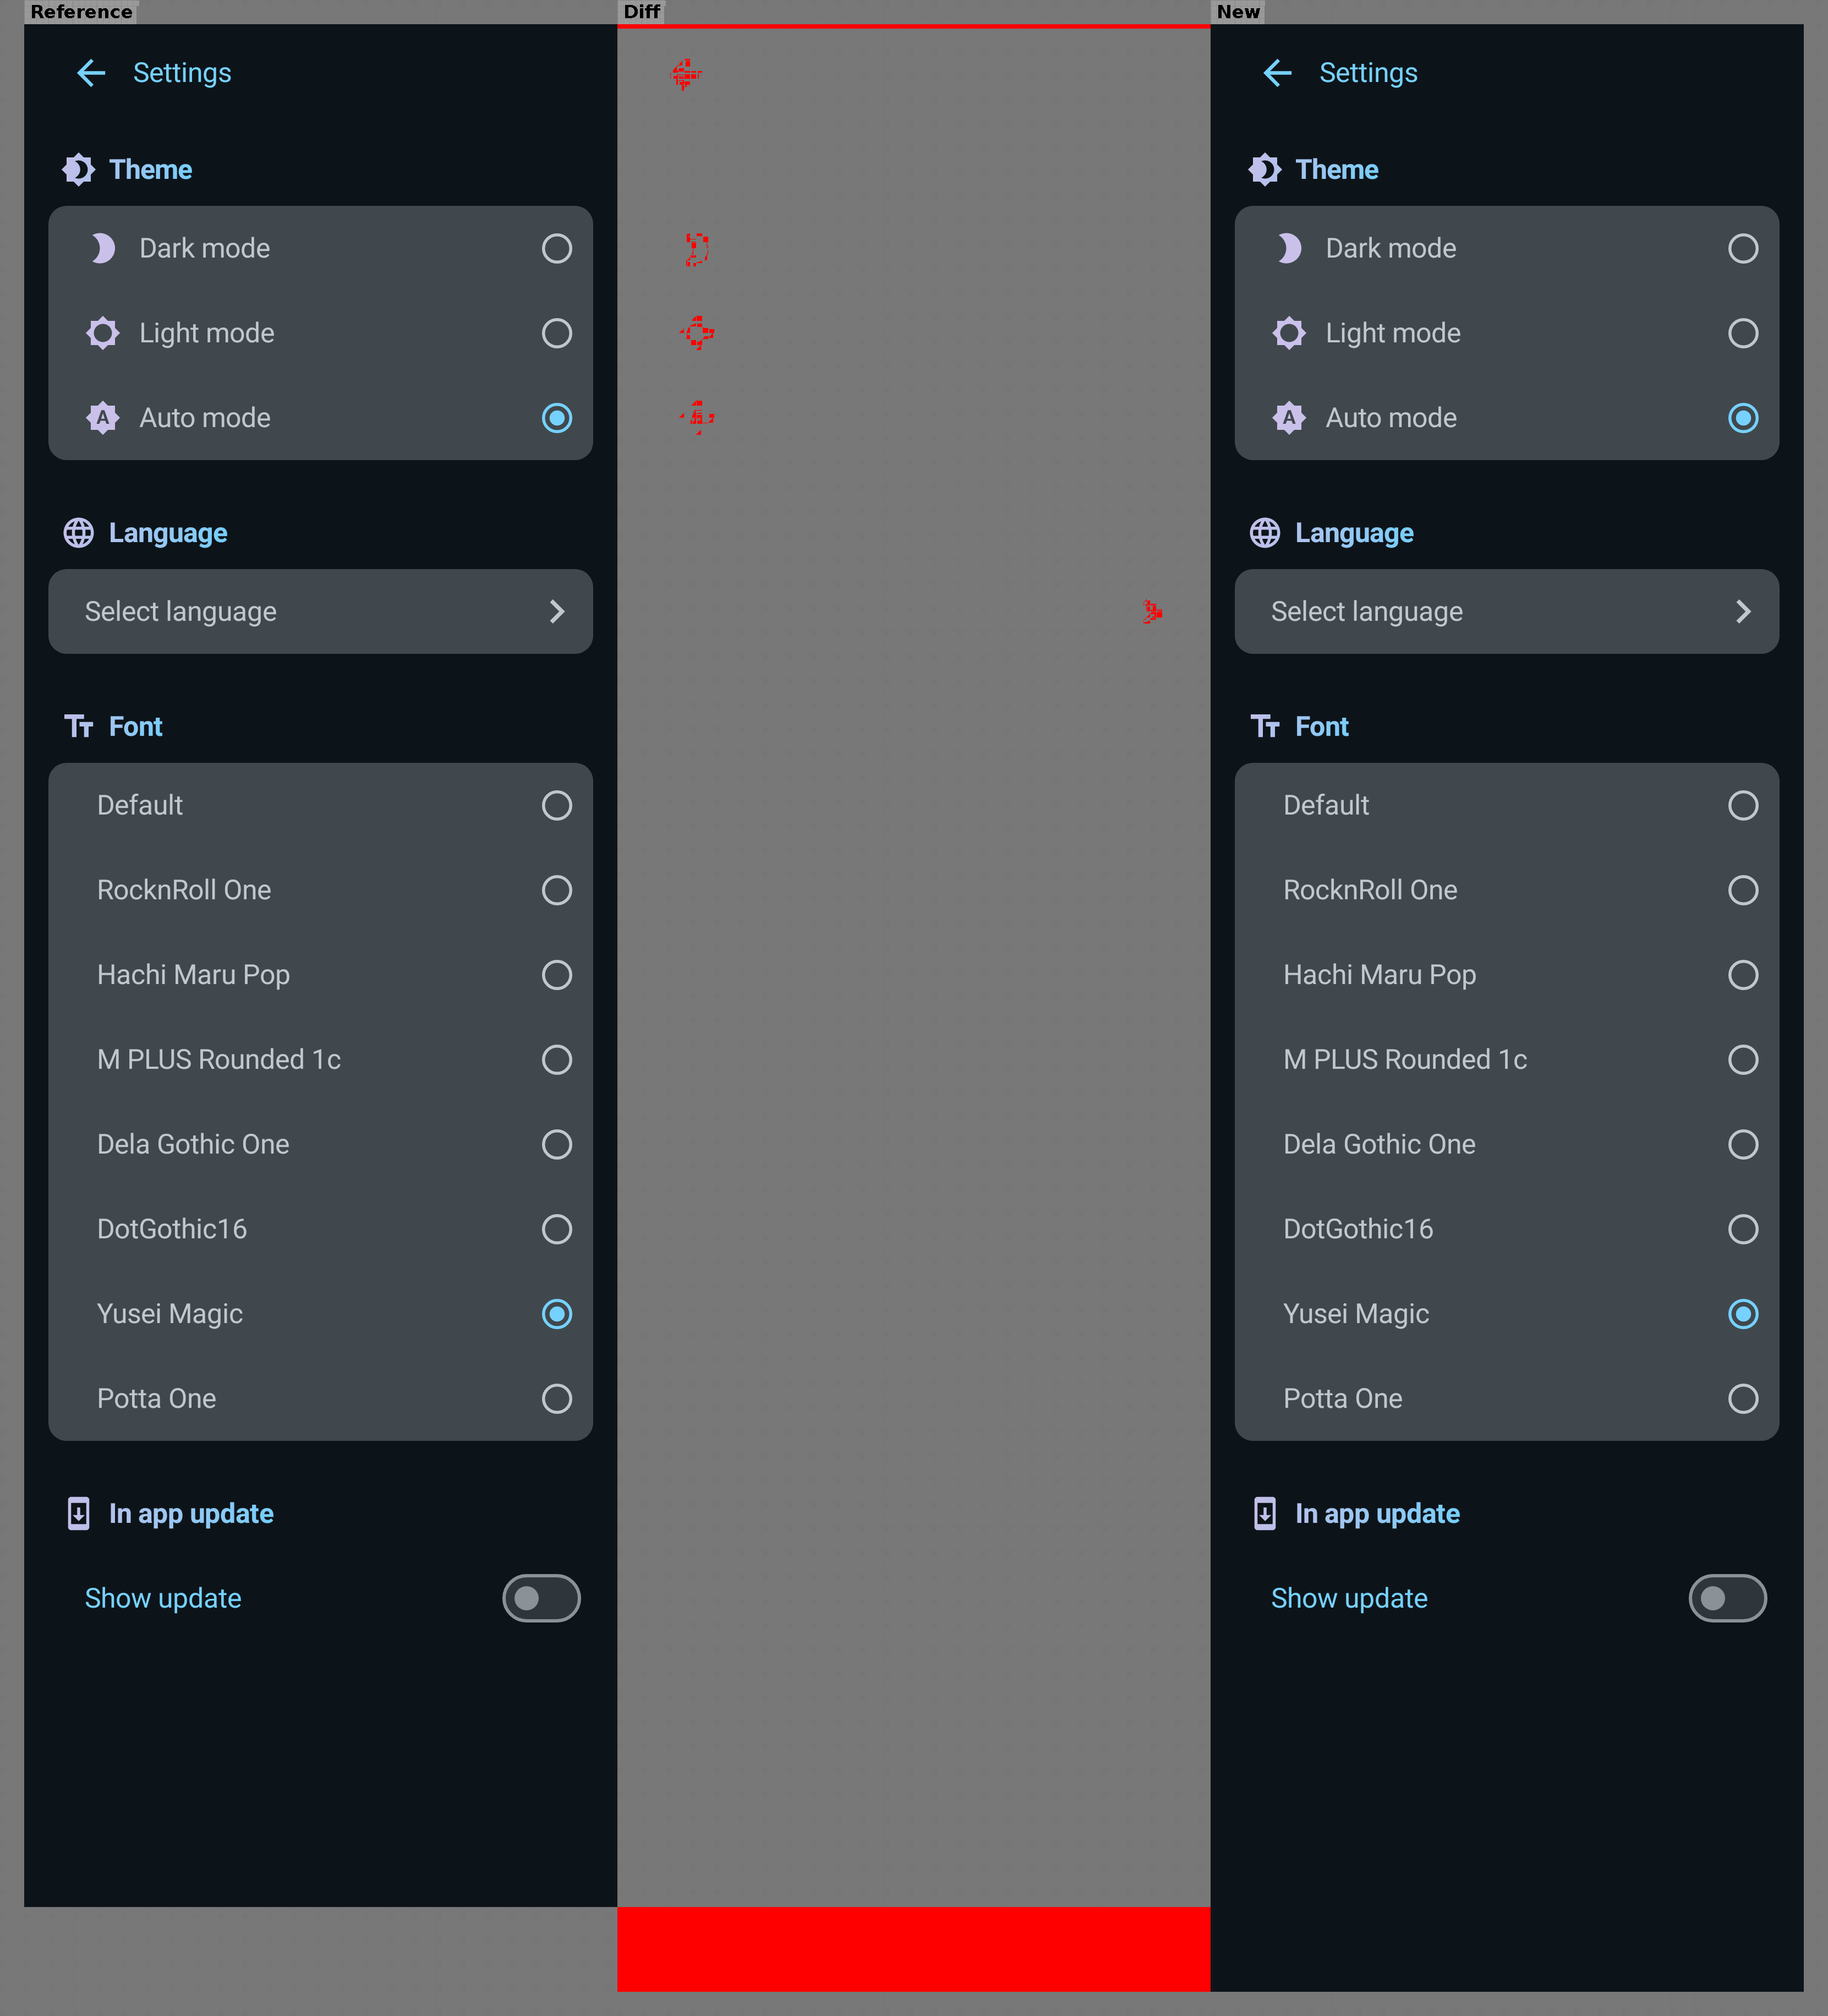 Reference
Diff
New
Settings
Theme
Dark mode
Light mode
A Auto mode
Language
Select language
Tт Font
Default
RocknRoll One
Hachi Maru Pop
M PLUS Rounded 1c
Dela Gothic One
DotGothic16
Yusei Magic
Potta One
In app update
Show update
Settings
Theme
Dark mode
Light mode
A Auto mode
Language
Select language
Tт Font
Default
RocknRoll One
Hachi Maru Pop
M PLUS Rounded 1c
Dela Gothic One
DotGothic16
Yusei Magic
Potta One
In app update
Show update